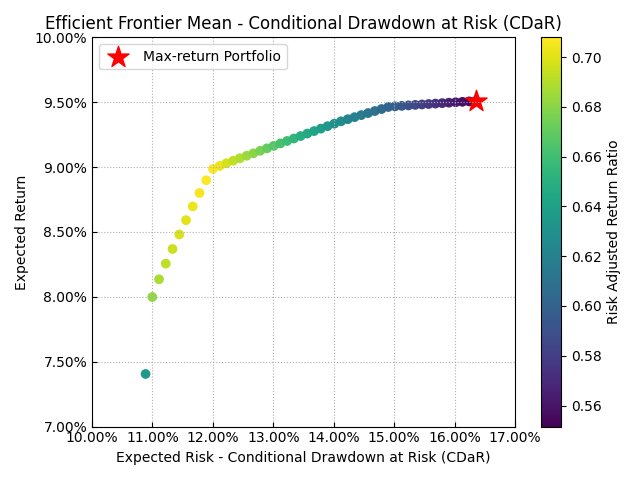 Efficient Frontier Mean - Conditional Drawdown at Risk (CDaR)
Max-return Portfolio
10.00%
9.50%
9.00%
8.50%
8.00%
7.50%
7.00%
Expected Return
10.00% 11.00% 12.00% 13.00% 14.00% 15.00% 16.00% 17.00%
Expected Risk - Conditional Drawdown at Risk (CDaR)
0.70
0.68
0.66
0.64
0.62
0.60
0.58
0.56
Risk Adjusted Return Ratio